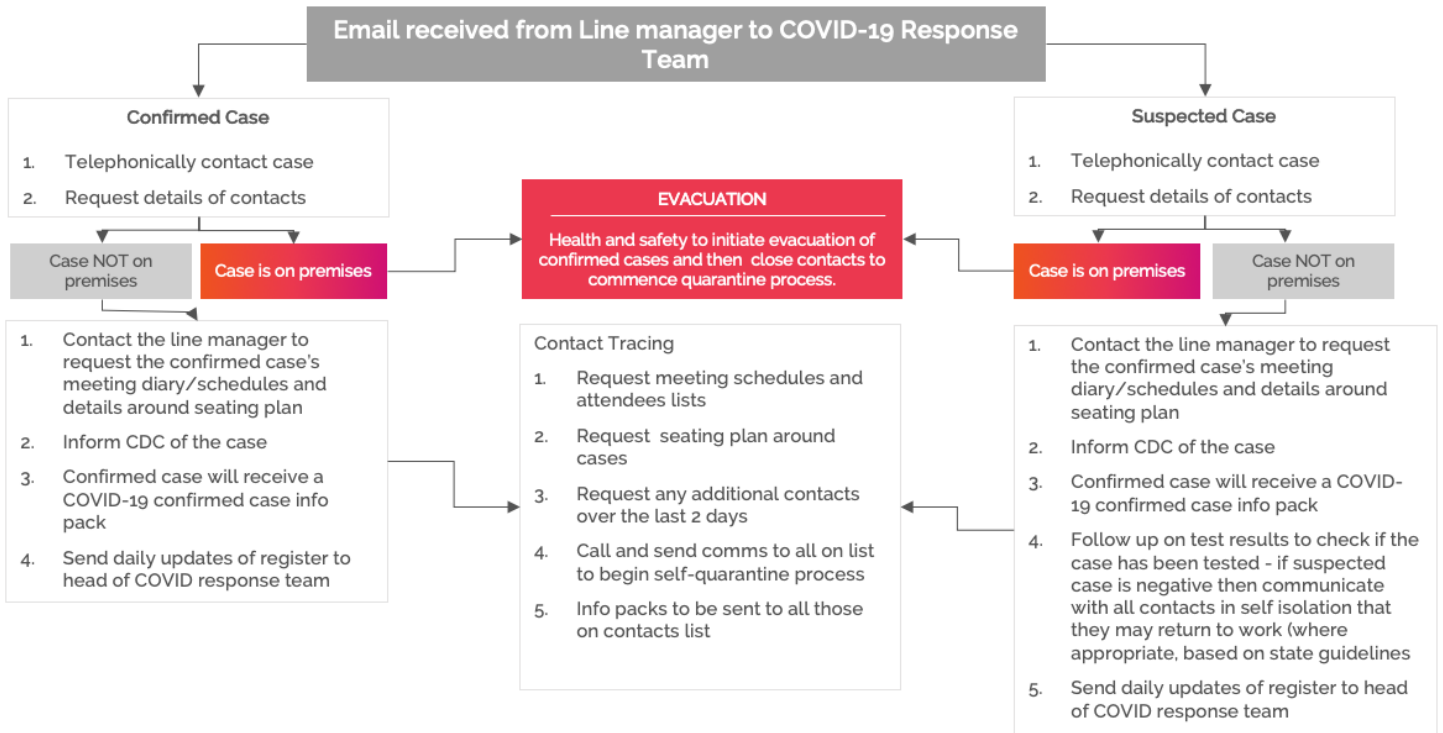 Email received from Line manager to COVID-19 Response
Team
Confirmed Case
1. Telephonically contact case
2. Request details of contacts
Case NOT on
premises
Case is on premises
1. Contact the line manager to
request the confirmed case's
meeting diary/schedules and
details around seating plan
2. Inform CDC of the case
3. Confirmed case will receive a
COVID-19 confirmed case info
pack
4. Send daily updates of register to
head of COVID response team
EVACUATION
Health and safety to initiate evacuation of
confirmed cases and then close contacts to
commence quarantine process.
Contact Tracing
1. Request meeting schedules and
attendees lists
2. Request seating plan around
cases
3. Request any additional contacts
over the last 2 days
4. Call and send comms to all on list
to begin self-quarantine process
5. Info packs to be sent to all those
on contacts list
Suspected Case
1. Telephonically contact case
2. Request details of contacts
Case is on premises
Case NOT on
premises
1. Contact the line manager to request
the confirmed case's meeting
diary/schedules and details around
seating plan
2. Inform CDC of the case
3. Confirmed case will receive a COVID-
19 confirmed case info pack
4. Follow up on test results to check if the
case has been tested - if suspected
case is negative then communicate
with all contacts in self isolation that
they may return to work (where
appropriate, based on state guidelines
5. Send daily updates of register to head
of COVID response team